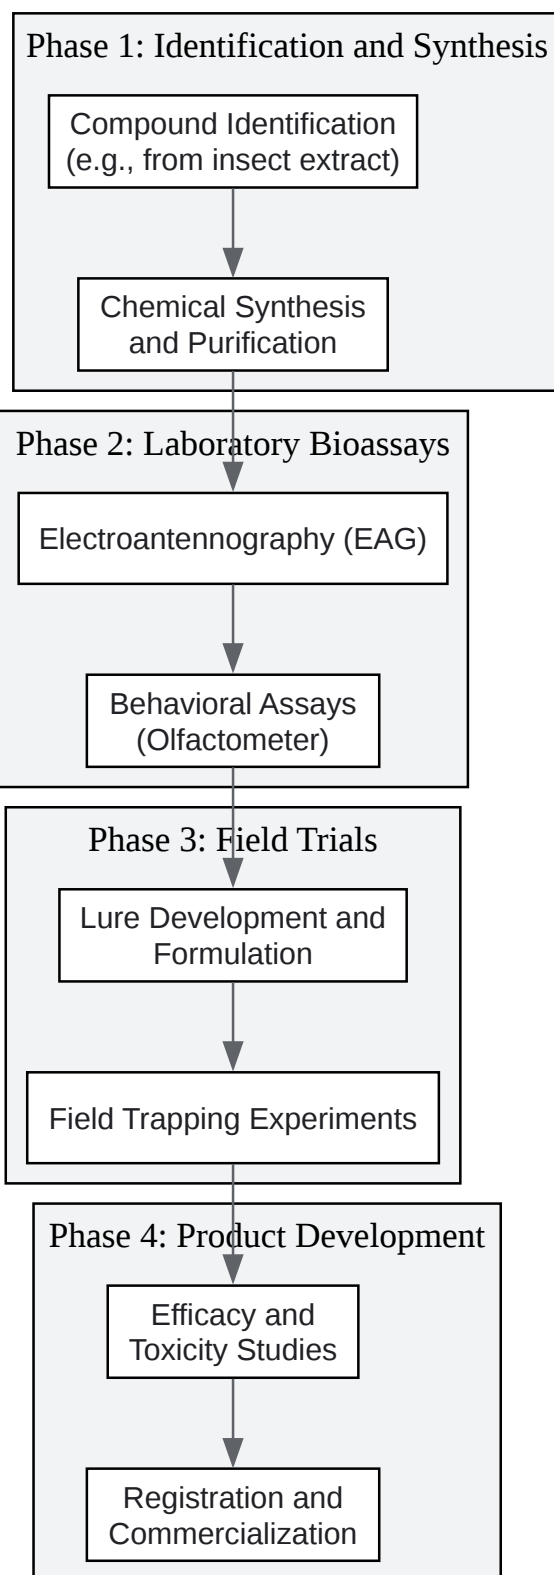 Phase 1: Identification and Synthesis
Compound Identification
(e.g., from insect extract)
Chemical Synthesis
and Purification
Phase 2: Laboratory Bioassays
Electroantennography (EAG)
Behavioral Assays
(Olfactometer)
Phase 3: Field Trials
Lure Development and
Formulation
Field Trapping Experiments
Phase 4: Product Development
Efficacy and
Toxicity Studies
Registration and
Commercialization